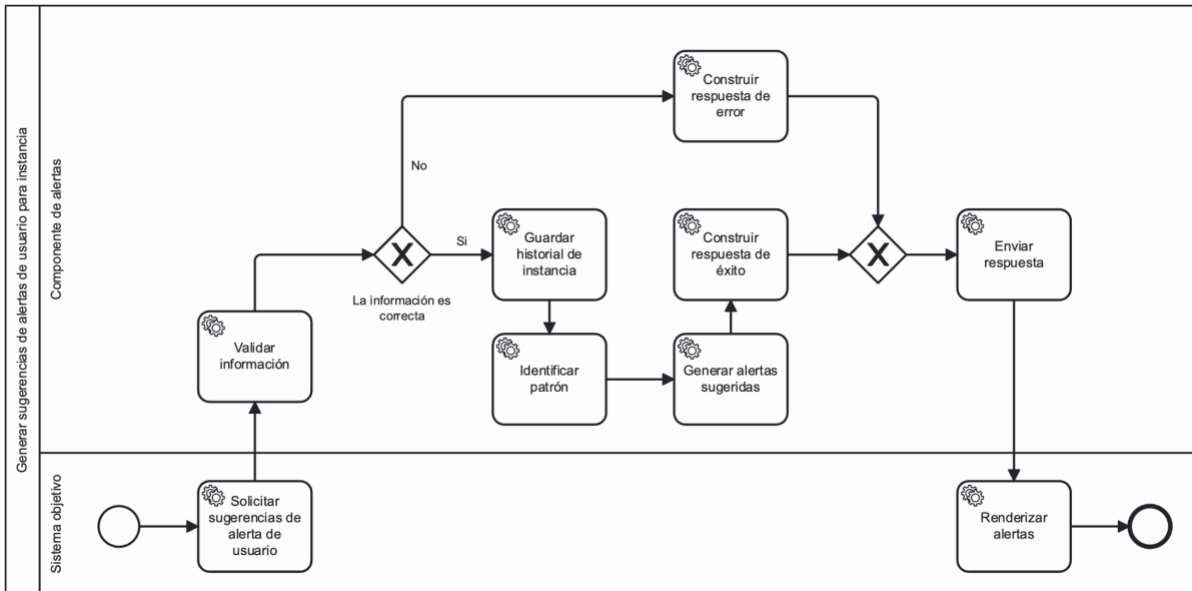 Generar sugerencias de alertas de usuario para instancia
Componente de alertas
Construir
respuesta de
error
No
Si
Guardar
historial de
instancia
Construir
respuesta de
éxito
Enviar
respuesta
La información es
correcta
Validar
información
Identificar
patrón
Generar alertas
sugeridas
Sistema objetivo
Solicitar
sugerencias de
alerta de
usuario
Renderizar
alertas